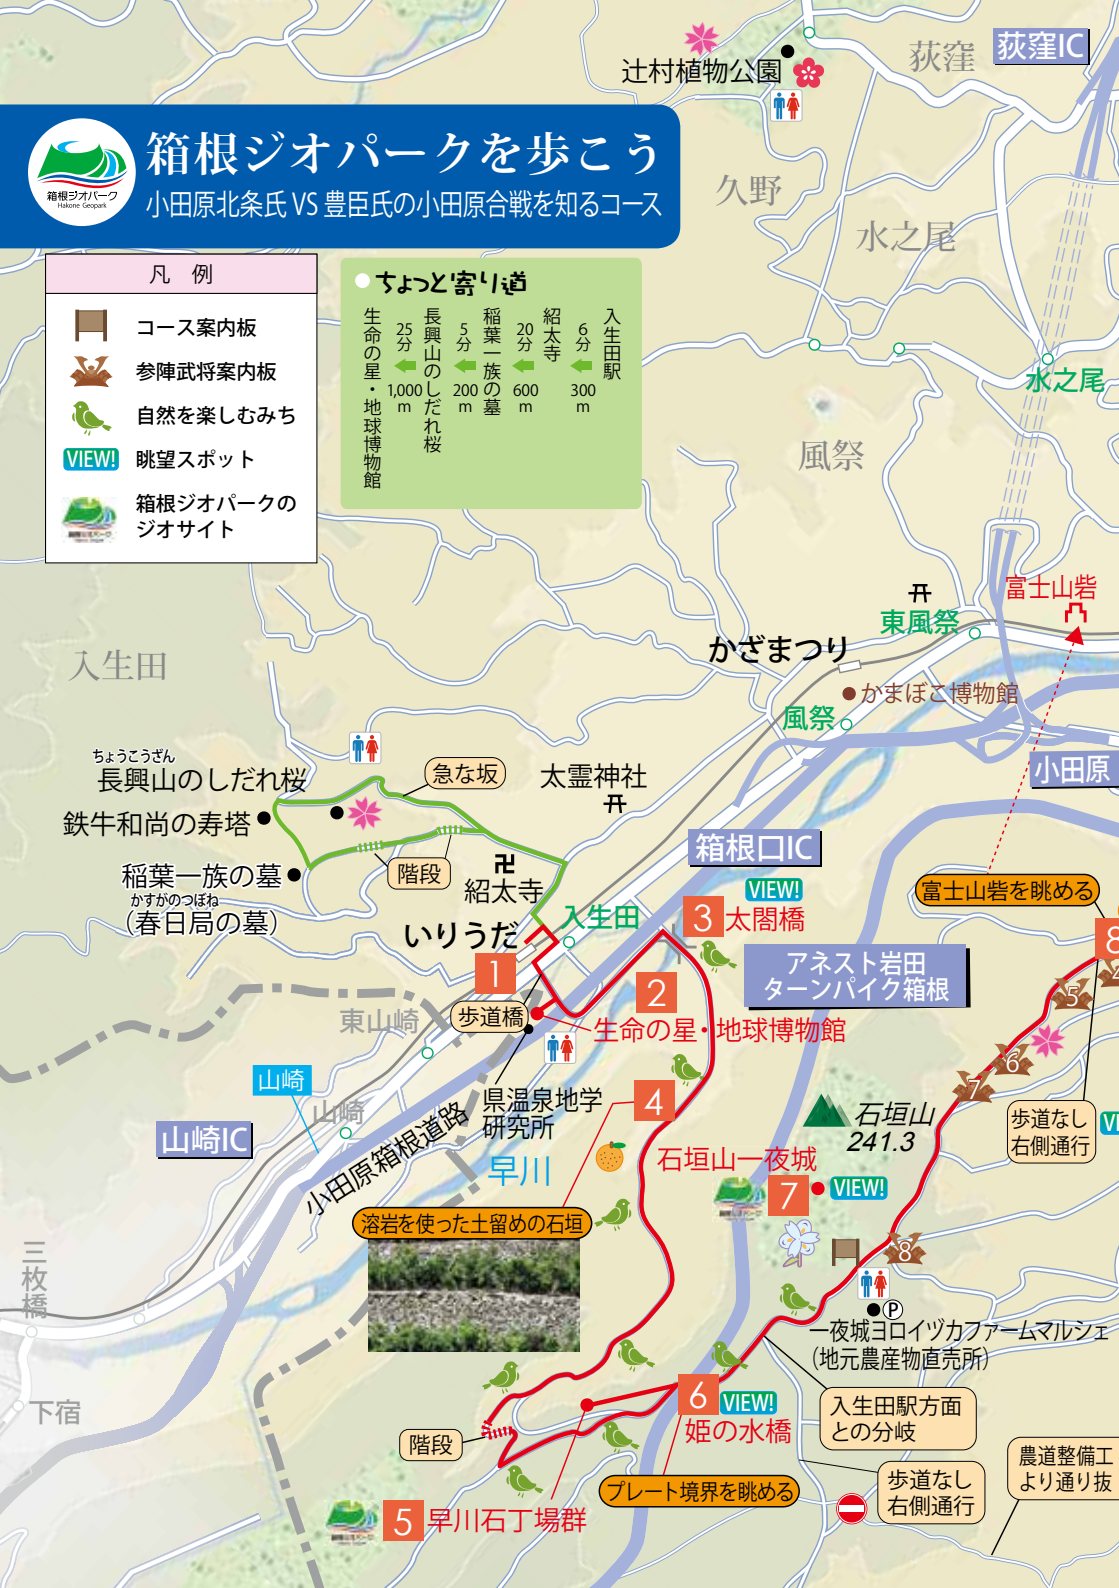 箱根ジオパークを歩こう
小田原北条氏 VS 豊臣氏の小田原合戦を知るコース
箱根ジオパーク
Hakone Geopark
凡 例
コース案内板
参陣武将案内板
自然を楽しむみち
VIEW!
眺望スポット
箱根ジオパークの
ジオサイト
ちょっと寄り道
入生田駅
6分
300m
紹太寺
20分
600m
稲葉一族の墓
5分
200m
長興山のしだれ桜
25分
1,000m
生命の星・地球博物館
辻村植物公園
荻窪
荻窪IC
久野
水之尾
水之尾
風祭
入生田
富士山砦
東風祭
かざまつり
かまぼこ博物館
風祭
小田原
ちょうこうざん
長興山のしだれ桜
急な坂
太霊神社
鉄牛和尚の寿塔
箱根口IC
稲葉一族の墓
かすがのつぼね
(春日局の墓)
階段
紹太寺
VIEW!
富士山砦を眺める
いりうだ
入生田
3
太閤橋
8
アネスト岩田
ターンパイク箱根
1
2
5
東山崎
歩道橋
生命の星・地球博物館
6
7
山崎
山崎
山崎IC
小田原箱根道路
県温泉地学
研究所
4
石垣山
241.3
歩道なし
右側通行
早川
石垣山一夜城
7
VIEW!
溶岩を使った土留めの石垣
8
三枚橋
P
一夜城ヨロイヅカファームマルシェ
(地元農産物直売所)
下宿
6
VIEW!
姫の水橋
入生田駅方面
との分岐
階段
プレート境界を眺める
歩道なし
右側通行
農道整備工
より通り抜
5
早川石丁場群